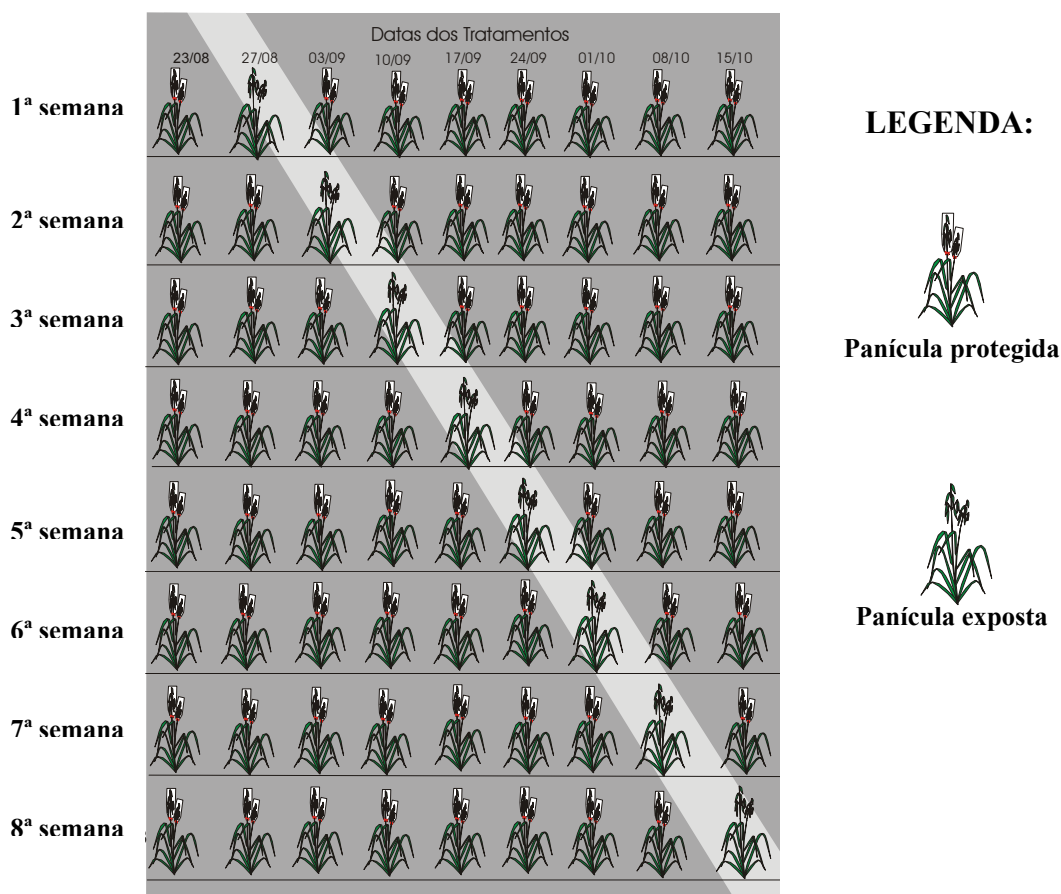 Datas dos Tratamentos
23/08 27/08 03/09 10/09 17/09 24/09 01/10 08/10 15/10
1ª semana
2ª semana
3ª semana
4ª semana
5ª semana
6ª semana
7ª semana
8ª semana
LEGENDA:
Panícula protegida
Panícula exposta